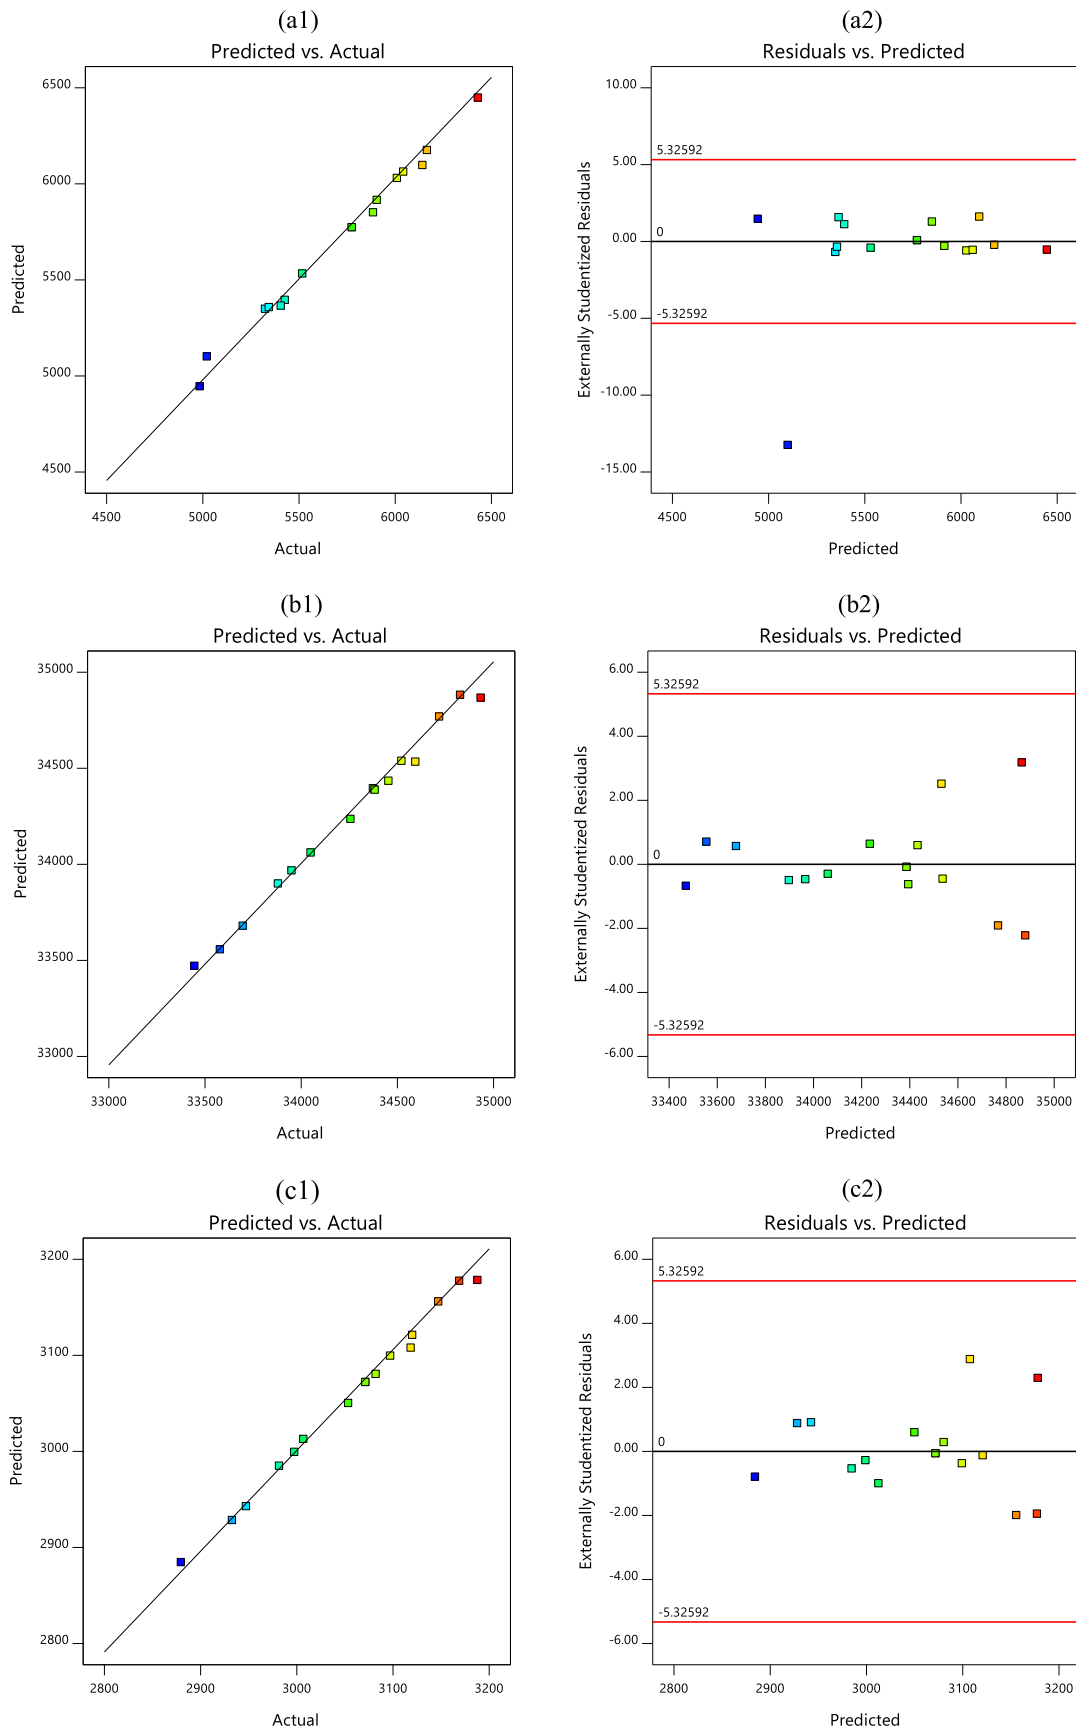 (a1)
Predicted vs. Actual
6500
6000
5500
5000
4500
Predicted
4500 5000 5500 6000 6500
Actual
(a2)
Residuals vs. Predicted
10.00
5.00
0.00
-5.00
-10.00
-15.00
Externally Studentized Residuals
5.32592
0
-5.32592
4500 5000 5500 6000 6500
Predicted
(b1)
Predicted vs. Actual
35000
34500
34000
33500
33000
Predicted
33000 33500 34000 34500 35000
Actual
(b2)
Residuals vs. Predicted
6.00
4.00
2.00
0.00
-2.00
-4.00
-6.00
Externally Studentized Residuals
5.32592
0
-5.32592
33400 33600 33800 34000 34200 34400 34600 34800 35000
Predicted
(c1)
Predicted vs. Actual
3200
3100
3000
2900
2800
Predicted
2800 2900 3000 3100 3200
Actual
(c2)
Residuals vs. Predicted
6.00
4.00
2.00
0.00
-2.00
-4.00
-6.00
Externally Studentized Residuals
5.32592
0
-5.32592
2800 2900 3000 3100 3200
Predicted